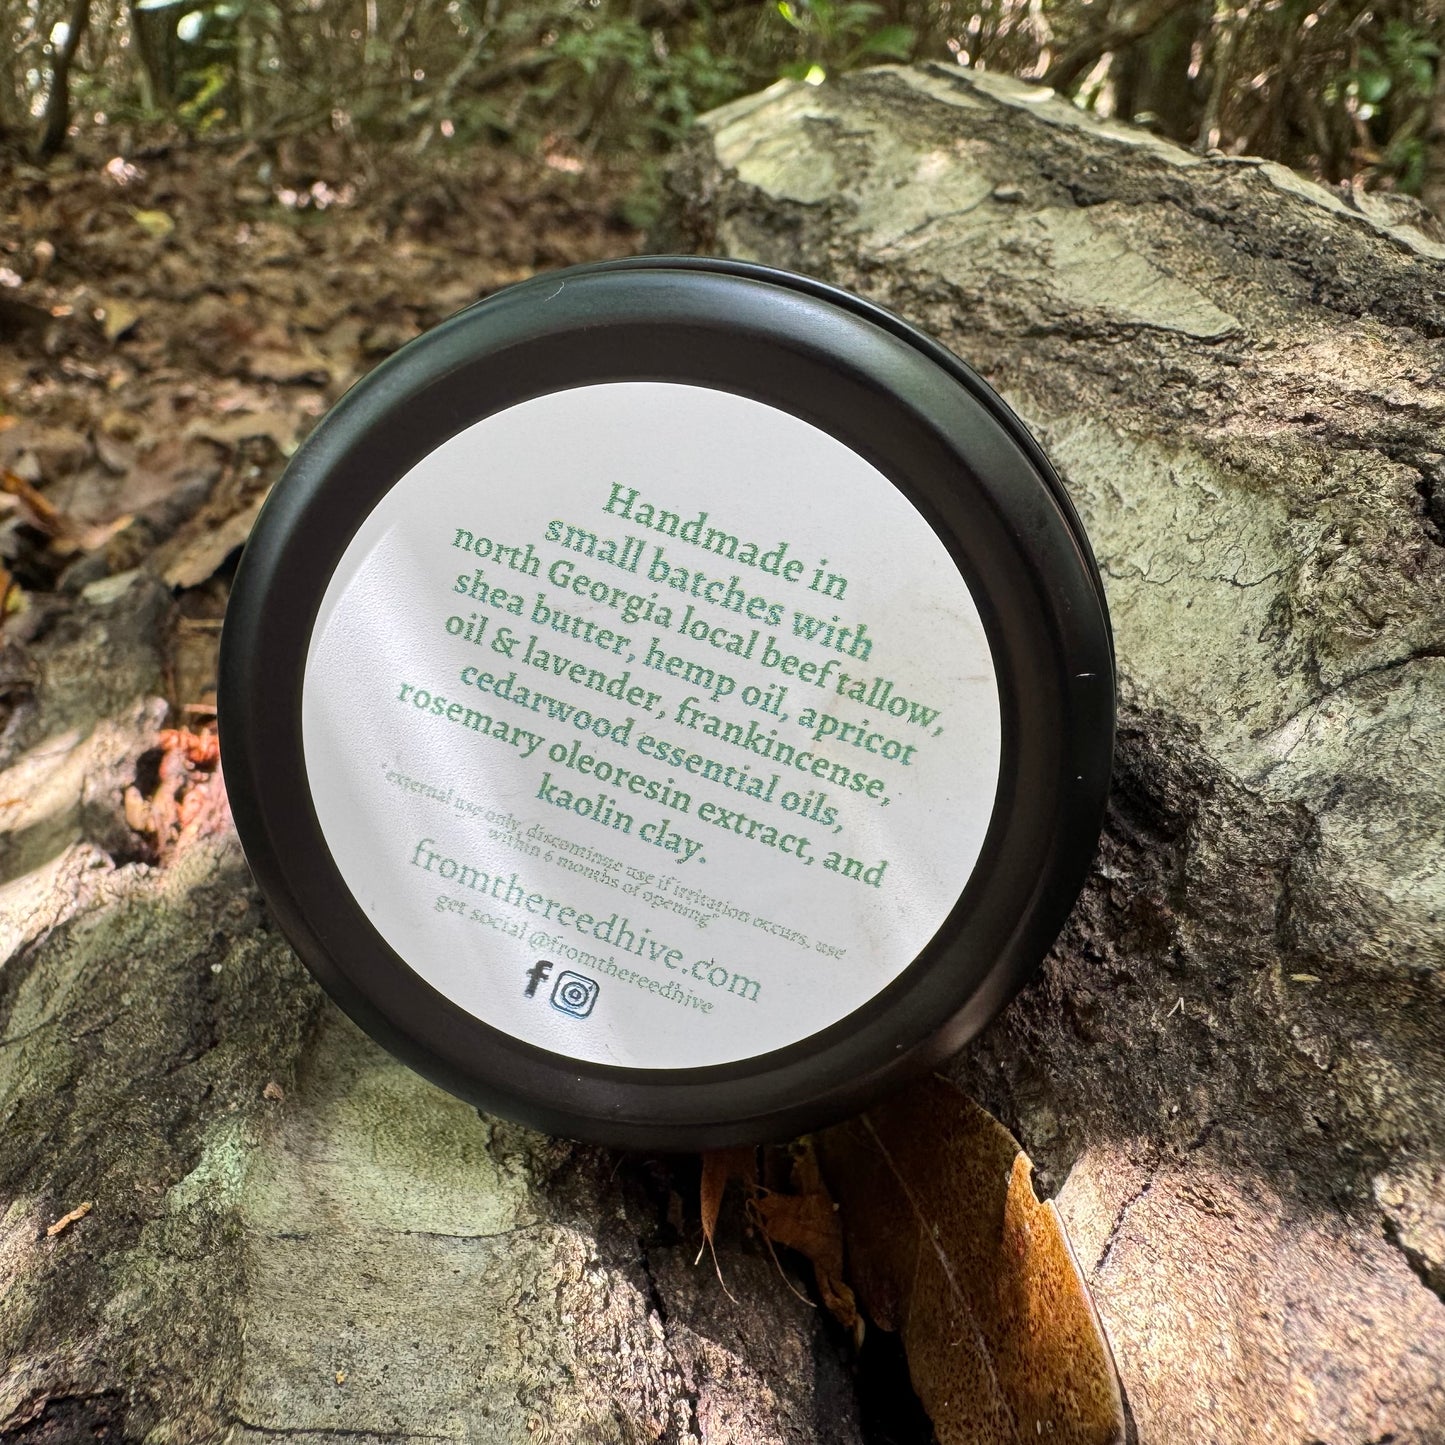 Handmade in
small batches with
north Georgia local beef tallow,
shea butter, hemp oil, apricot
oil & lavender, frankincense,
cedarwood essential oils,
rosemary oleoresin extract, and
kaolin clay.
*external use only, discontinue use if irritation occurs, use
within 6 months of opening*
fromthereedhive.com
get social @fromthereedhive
f